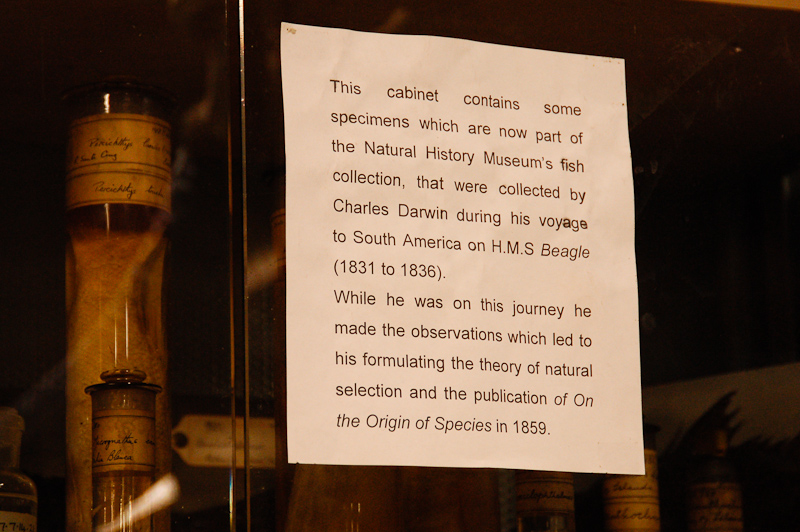 This cabinet contains some
specimens which are now part of
the Natural History Museum's fish
collection, that were collected by
Charles Darwin during his voyage
to South America on H.M.S Beagle
(1831 to 1836).
While he was on this journey he
made the observations which led to
his formulating the theory of natural
selection and the publication of On
the Origin of Species in 1859.